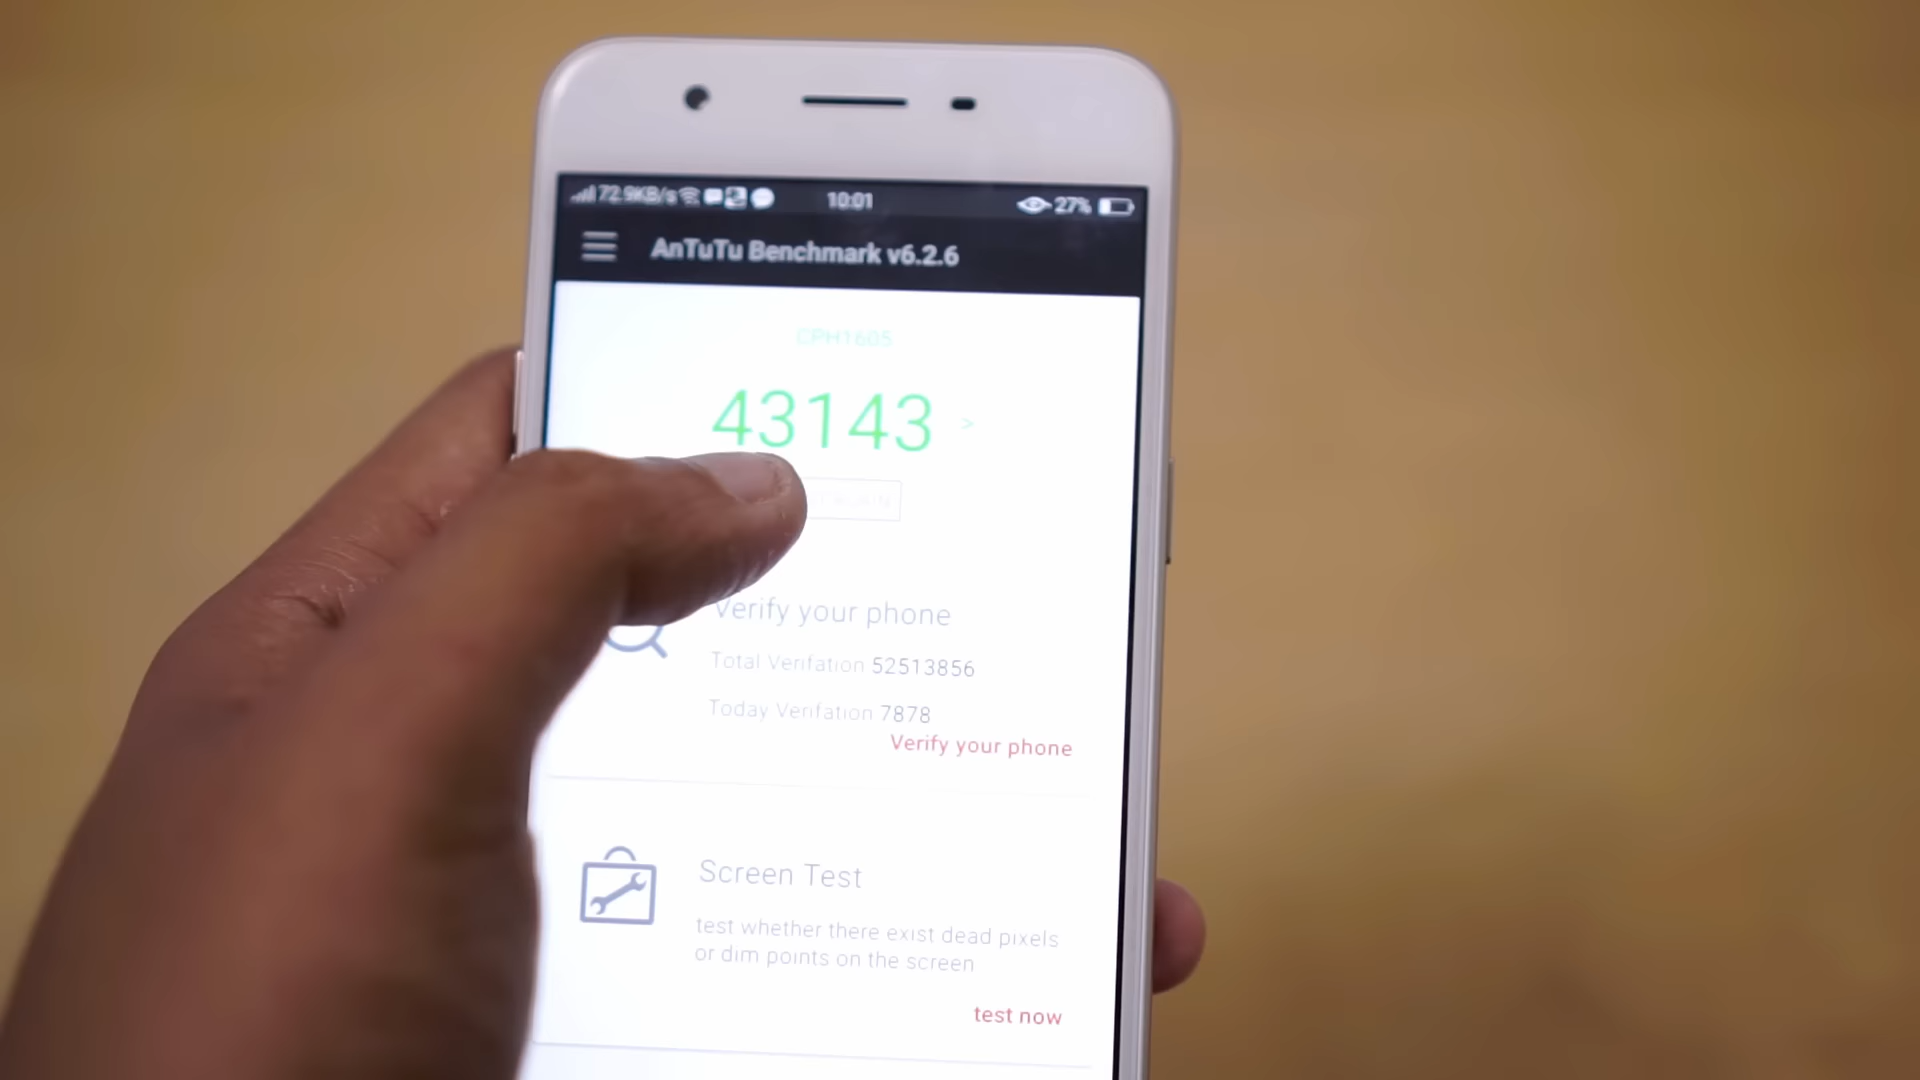 72.9KB/s 10:01 27%
AnTuTu Benchmark v6.2.6
CPH1605
43143 >
Verify your phone
Total Verifation 52513856
Today Verifation 7878
Verify your phone
Screen Test
test whether there exist dead pixels
or dim points on the screen
test now